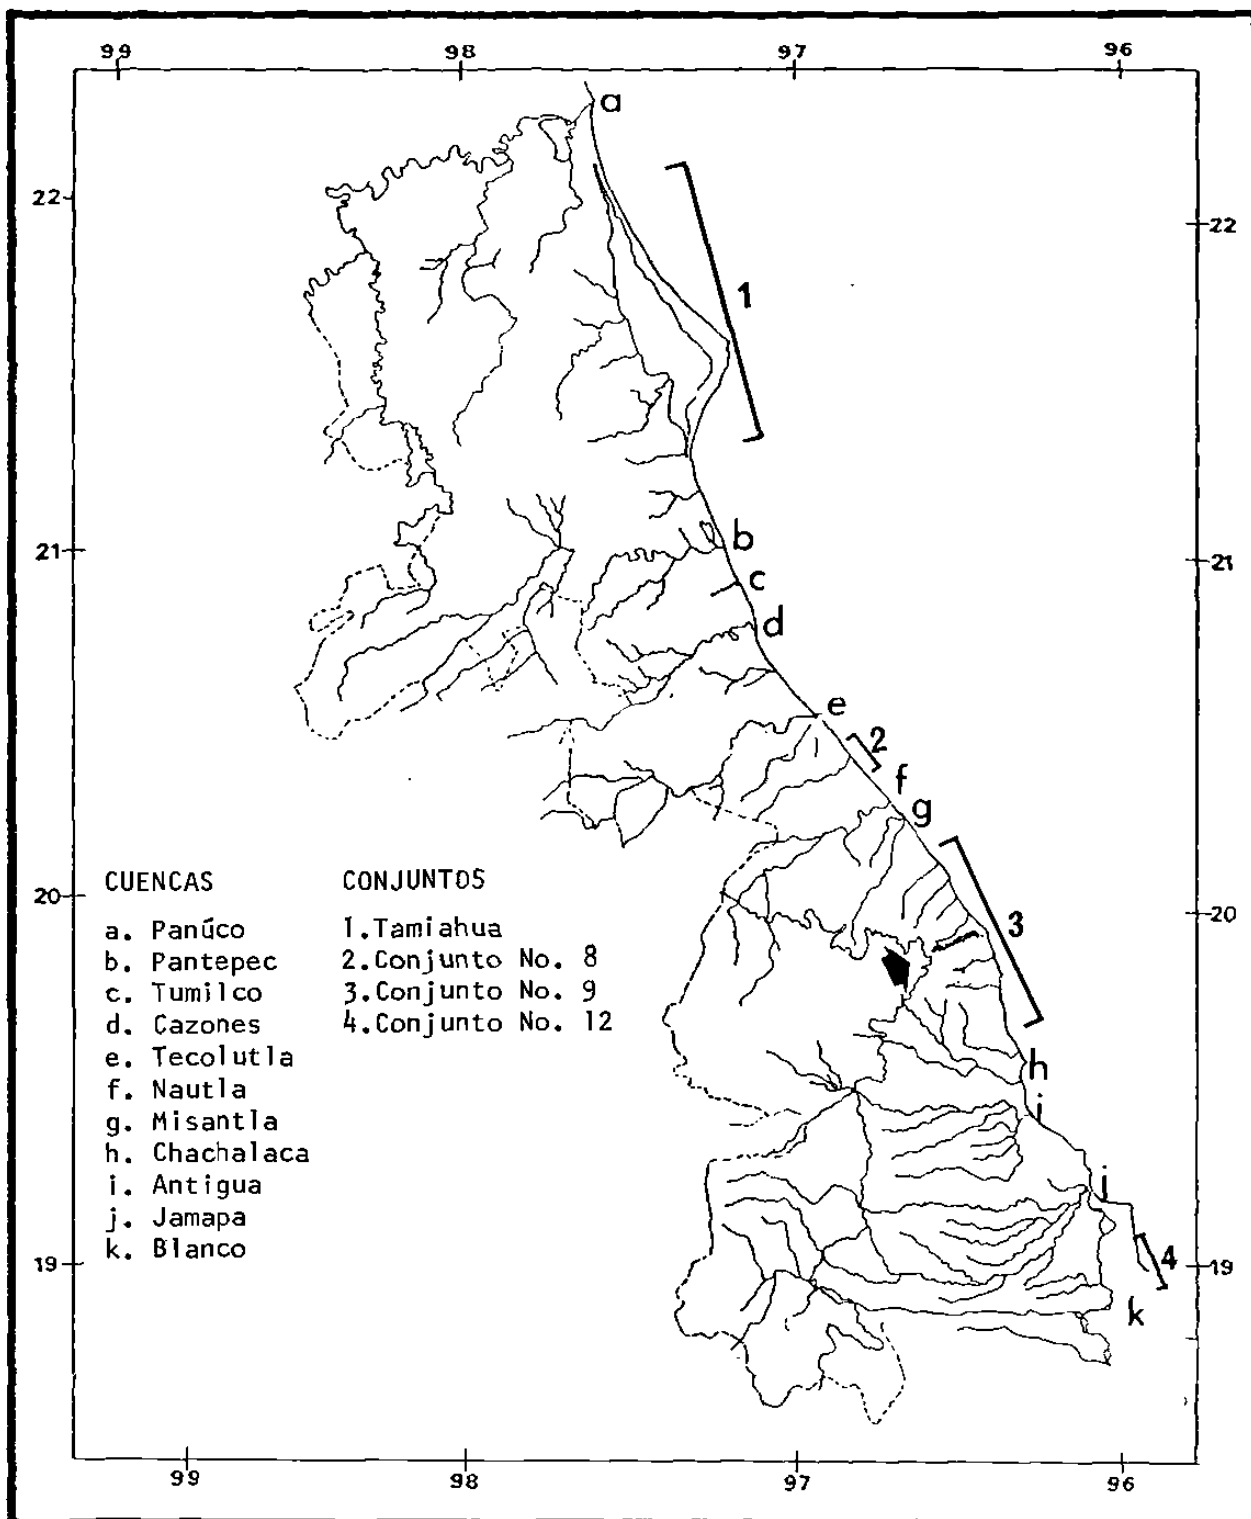 99 98 97 96
a
22
22
1
b
21
21
c
d
e
2
f
g
CUENCAS CONJUNTOS
20
20
a. Panúco 1.Tamiahua
3
b. Pantepec 2.Conjunto No. 8
c. Tumilco 3.Conjunto No. 9
d. Cazones 4.Conjunto No. 12
e. Tecolutla
h
f. Nautla
i
g. Misantla
h. Chachalaca
i. Antigua
j
j. Jamapa
k. Blanco
4
19
19
k
99 98 97 96